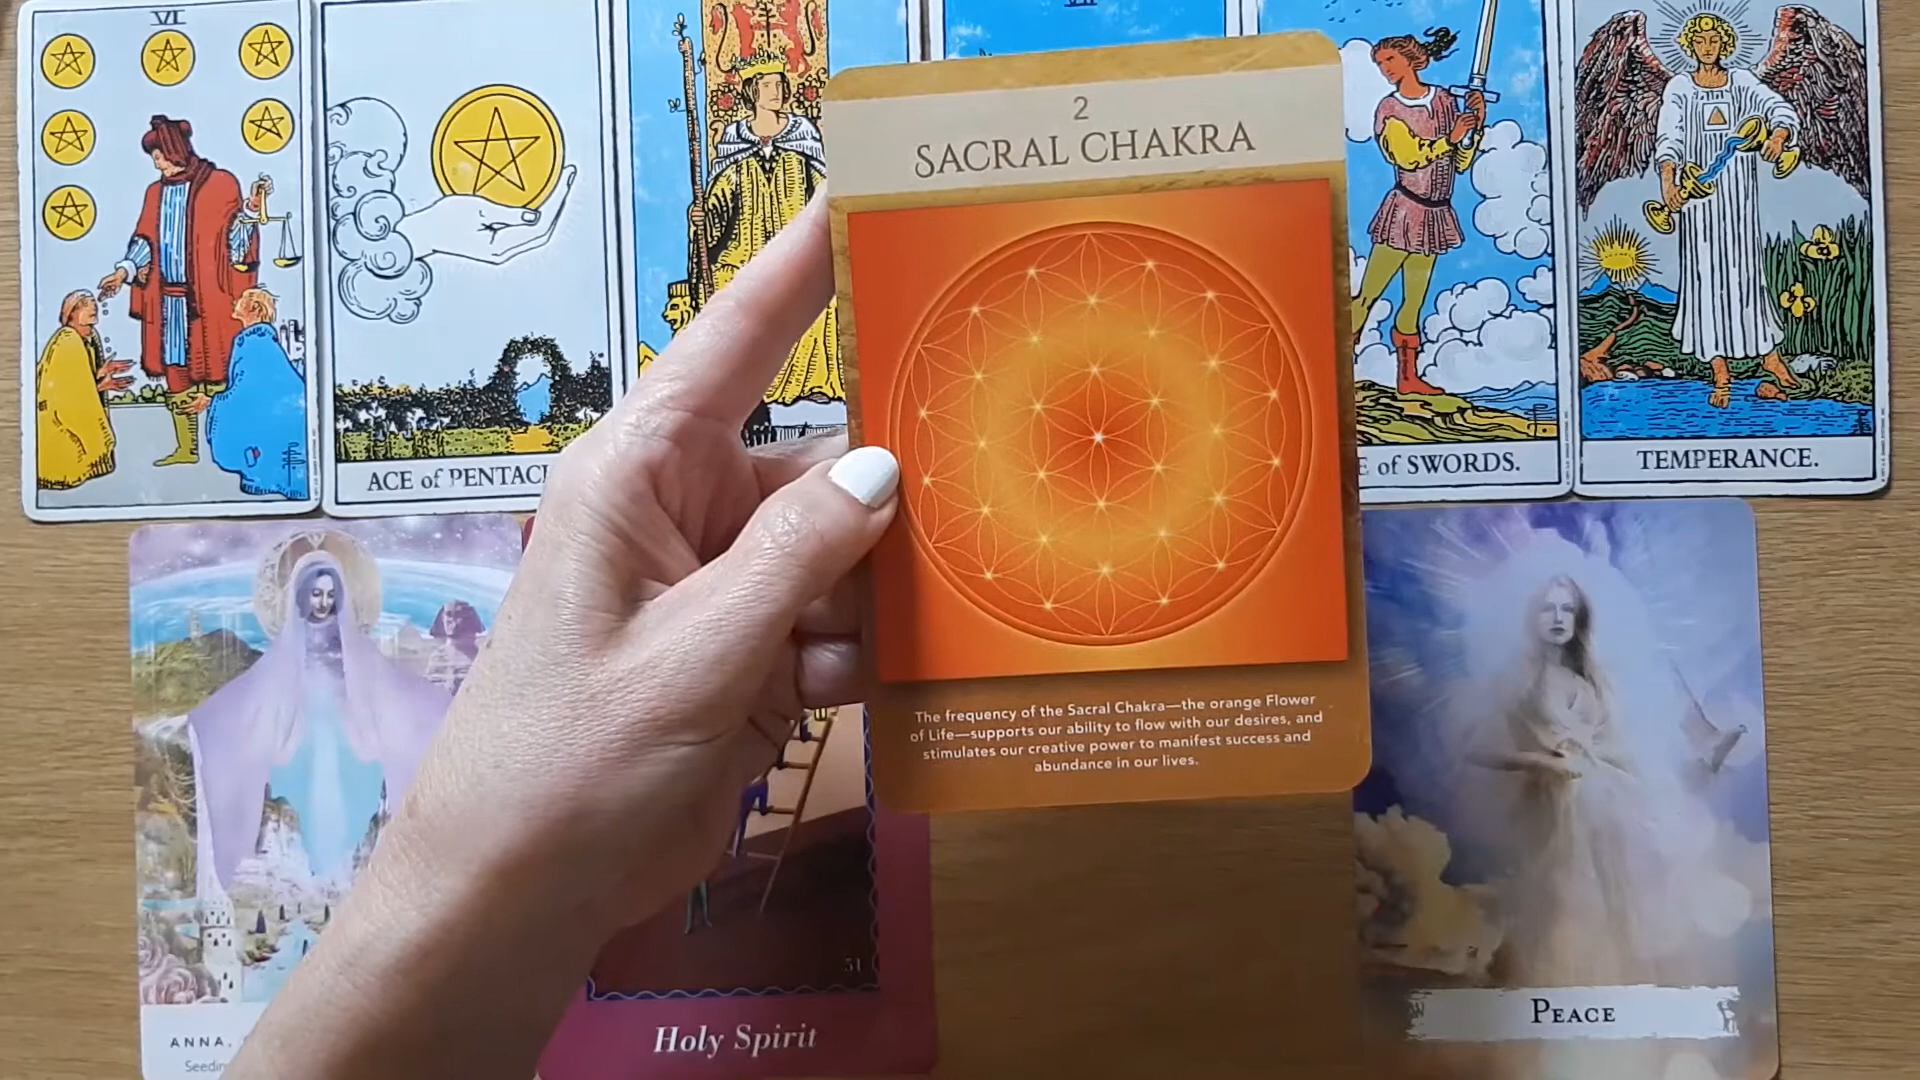 VI
VII
2
SACRAL CHAKRA
ACE of PENTAC
E of SWORDS.
TEMPERANCE.
The frequency of the Sacral Chakra—the orange Flower
of Life—supports our ability to flow with our desires, and
stimulates our creative power to manifest success and
abundance in our lives.
51
ANNA,
Seedin
Holy Spirit
PEACE